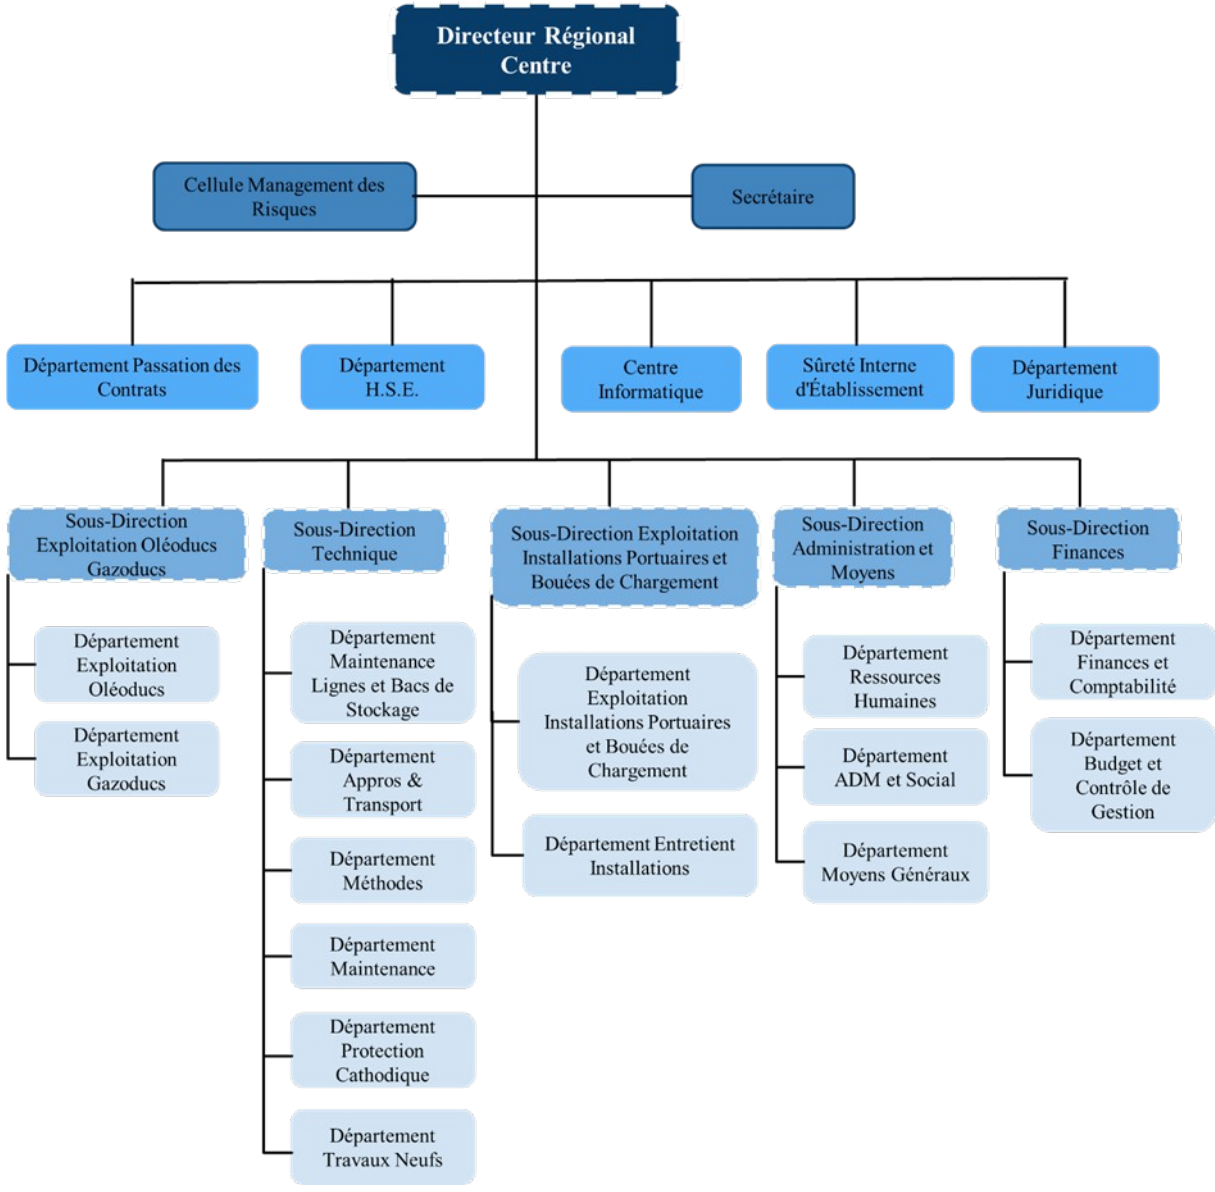 Directeur Régional
Centre
Cellule Management des
Risques
Secrétaire
Département Passation des
Contrats
Département
H.S.E.
Centre
Informatique
Sûreté Interne
d'Établissement
Département
Juridique
Sous-Direction
Exploitation Oléoducs
Gazoducs
Département
Exploitation
Oléoducs
Département
Exploitation
Gazoducs
Sous-Direction
Technique
Département
Maintenance
Lignes et Bacs de
Stockage
Département
Appros &
Transport
Département
Méthodes
Département
Maintenance
Département
Protection
Cathodique
Département
Travaux Neufs
Sous-Direction Exploitation
Installations Portuaires et
Bouées de Chargement
Département
Exploitation
Installations Portuaires
et Bouées de
Chargement
Département Entretient
Installations
Sous-Direction
Administration et
Moyens
Département
Ressources
Humaines
Département
ADM et Social
Département
Moyens Généraux
Sous-Direction
Finances
Département
Finances et
Comptabilité
Département
Budget et
Contrôle de
Gestion